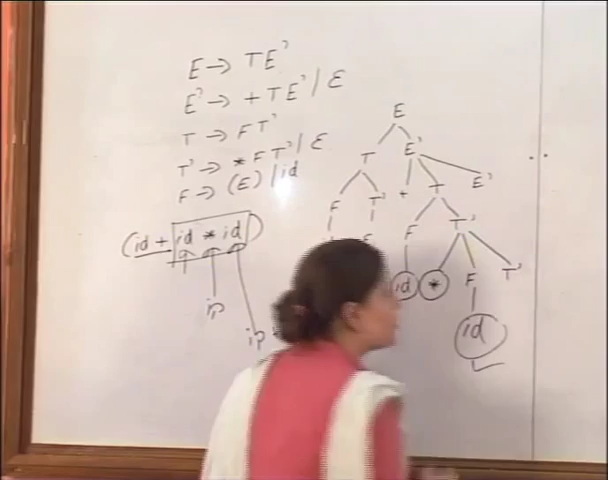 E → TE'
E' → +TE' / ε
T → FT'
T' → *FT' / ε
F → (E) / id
(id + id * id)
ip
ip
E
T E'
+ T E'
F T'
F T'
id * F T'
id